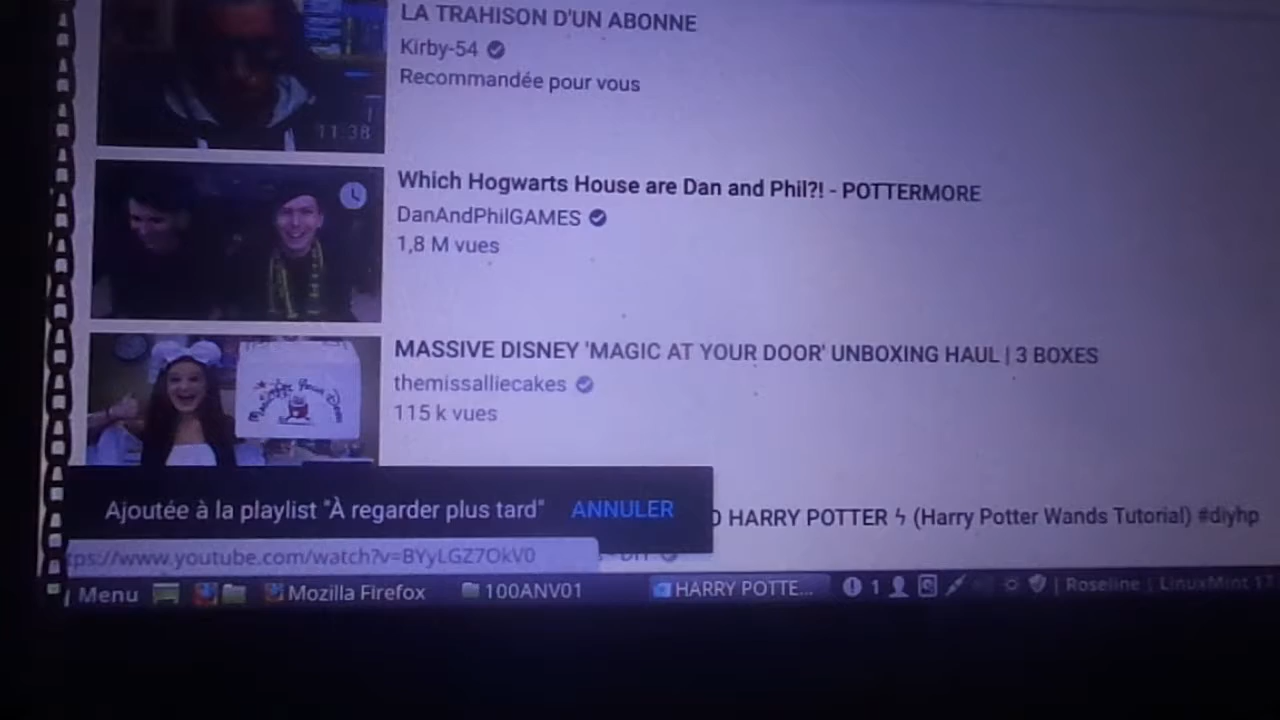 LA TRAHISON D'UN ABONNE
Kirby-54
Recommandée pour vous
11:38
Which Hogwarts House are Dan and Phil?! - POTTERMORE
DanAndPhilGAMES
1,8 M vues
MASSIVE DISNEY 'MAGIC AT YOUR DOOR' UNBOXING HAUL | 3 BOXES
themissalliecakes
115 k vues
Ajoutée à la playlist "À regarder plus tard" ANNULER
HARRY POTTER ϟ (Harry Potter Wands Tutorial) #diyhp
tps://www.youtube.com/watch?v=BYyLGZ7OkV0
Menu Mozilla Firefox 100ANV01 HARRY POTTE... 1 | Roseline | LinuxMint 17